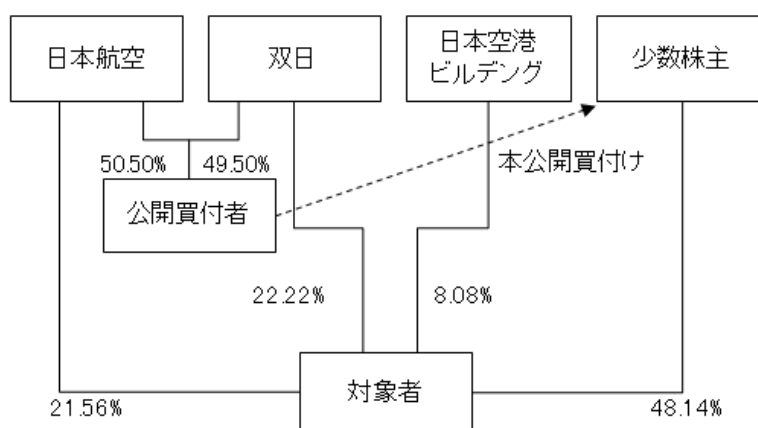 日本航空
双日
日本空港
ビルデング
少数株主
50.50%
49.50%
本公開買付け
公開買付者
22.22%
8.08%
対象者
21.56%
48.14%